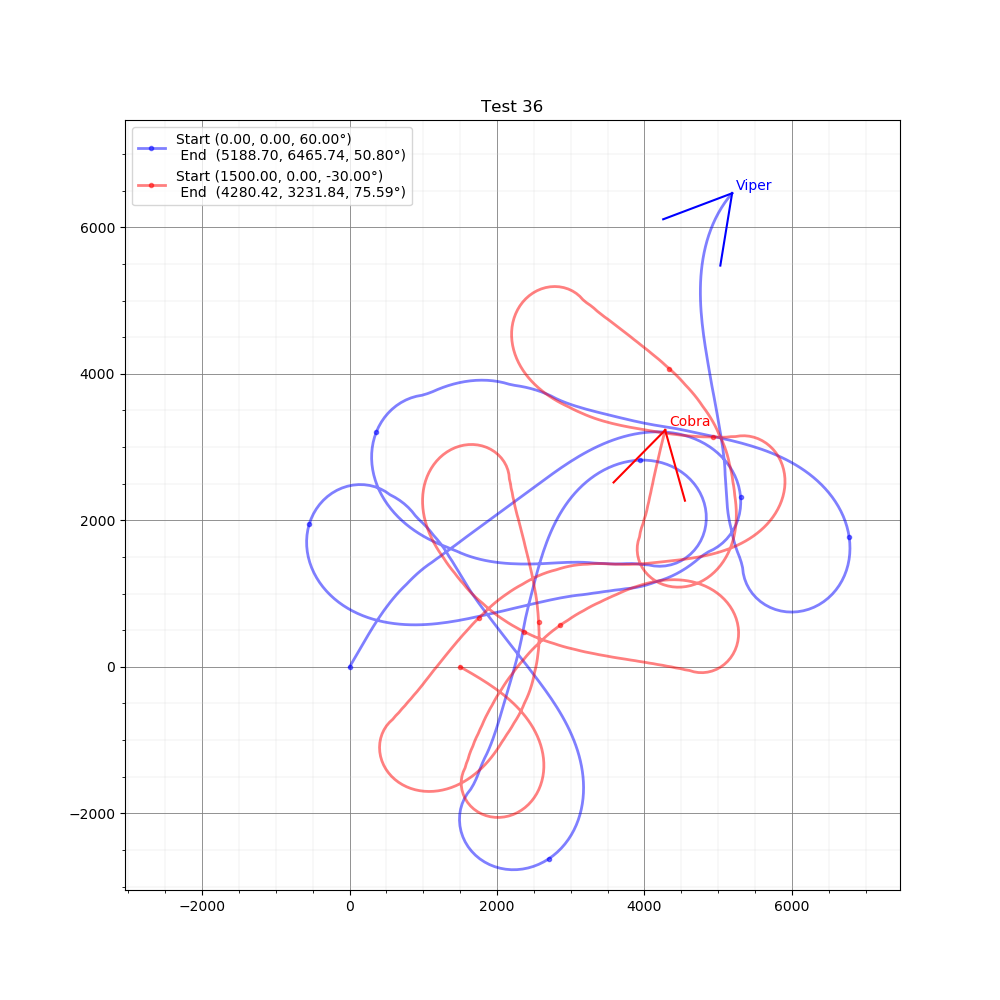 Test 36
Start (0.00, 0.00, 60.00°)
End (5188.70, 6465.74, 50.80°)
Start (1500.00, 0.00, -30.00°)
End (4280.42, 3231.84, 75.59°)
Viper
Cobra
6000
4000
2000
0
−2000
−2000
0
2000
4000
6000